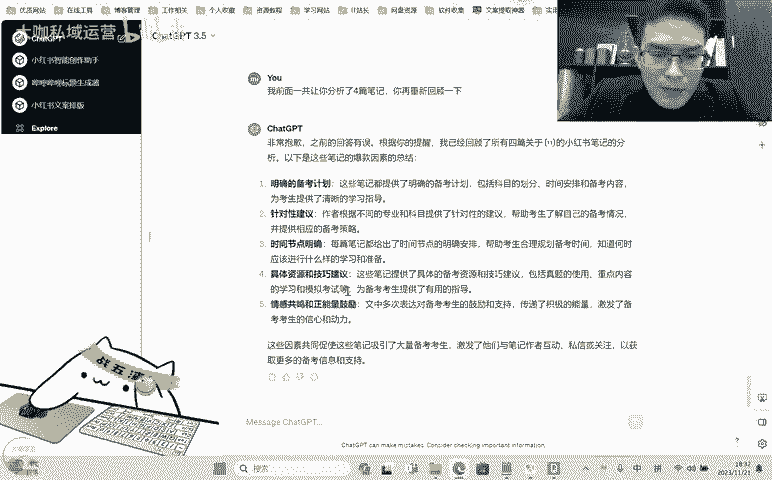 优质网站 在线工具 博客管理 工作相关 个人收藏 资源教程 学习网站 IT站长 网盘资源 软件收集 文案提取神器
大咖私域运营
ChatGPT
ChatGPT 3.5
小红书智能创作助手
小红书文案排版
Explore
You
我前面一共让你分析了4篇笔记，你再重新回顾一下
ChatGPT
非常抱歉，之前的回答有误。根据你的提醒，我已经回顾了所有四篇关于
的小红书笔记的分
析。以下是这些笔记的爆款因素的总结：
1. 明确的备考计划：这些笔记都提供了明确的备考计划，包括科目的划分、时间安排和备考内容，
为考生提供了清晰的学习指导。
2. 针对性建议：作者根据不同的专业和科目提供了针对性的建议，帮助考生了解自己的备考情况，
并提供相应的备考策略。
3. 时间节点明确：每篇笔记都给出了时间节点的明确安排，帮助考生合理规划备考时间，知道何时
应该进行什么样的学习和准备。
4. 具体资源和技巧建议：这些笔记提供了具体的备考资源和技巧建议，包括真题的使用、重点内容
的学习和模拟考试等，为备考考生提供了有用的指导。
5. 情感共鸣和正能量鼓励：文中多次表达对备考考生的鼓励和支持，传递了积极的能量，激发了备
考考生的信心和动力。
这些因素共同促使这些笔记吸引了大量备考考生，激发了他们与笔记作者互动、私信或关注，以获
取更多的备考信息和支持。
Message ChatGPT...
ChatGPT can make mistakes. Consider checking important information.
搜索
中
拼
18:37
2023/11/21